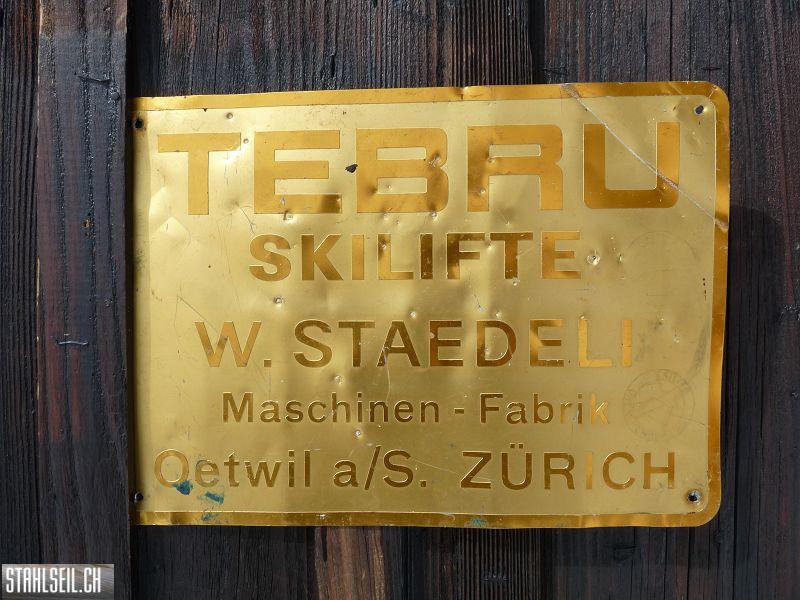 TEBRU
SKILIFTE
W. STAEDELI
Maschinen - Fabrik
Oetwil a/S. ZÜRICH
STAHLSEIL.CH